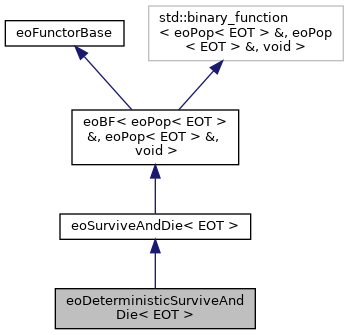 eoFunctorBase
std::binary_function
< eoPop< EOT > &, eoPop
< EOT > &, void >
eoBF< eoPop< EOT >
&, eoPop< EOT > &,
void >
eoSurviveAndDie< EOT >
eoDeterministicSurviveAnd
Die< EOT >